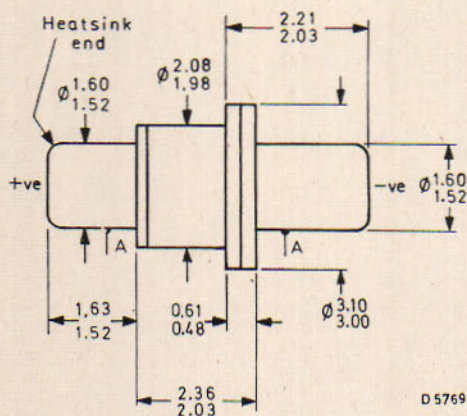 2.21
2.03
Heatsink
end
ø1.60
1.52
ø2.08
1.98
+ve
-ve
ø1.60
1.52
A
A
1,63
1.52
0.61
0.48
ø3.10
3.00
2.36
2.03
D5769